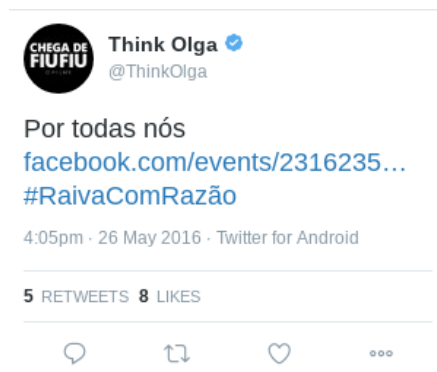 CHEGA DE
FIUFIU
O FILME
Think Olga
@ThinkOlga
Por todas nós
facebook.com/events/2316235…
#RaivaComRazão
4:05pm · 26 May 2016 · Twitter for Android
5 RETWEETS 8 LIKES